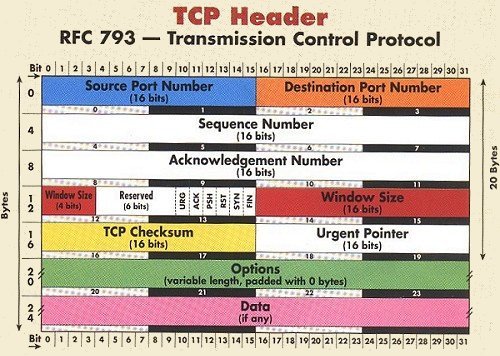 TCP Header
RFC 793 — Transmission Control Protocol
Bit 0 1 2 3 4 5 6 7 8 9 10 11 12 13 14 15 16 17 18 19 20 21 22 23 24 25 26 27 28 29 30 31
0 Source Port Number Destination Port Number
(16 bits) (16 bits)
0 1 2 3
4 Sequence Number
(16 bits)
4 5 6 7
8 Acknowledgement Number
(16 bits)
8 9 10 11
12 Window Size Reserved URG ACK PSH RST SYN FIN Window Size
(4 bits) (6 bits) (16 bits)
12 13 14 15
16 TCP Checksum Urgent Pointer
(16 bits) (16 bits)
16 17 18 19
20 Options
(variable length, padded with 0 bytes)
20 21 22 23
24 Data
(if any)
Bit 0 1 2 3 4 5 6 7 8 9 10 11 12 13 14 15 16 17 18 19 20 21 22 23 24 25 26 27 28 29 30 31
Bytes
20 Bytes